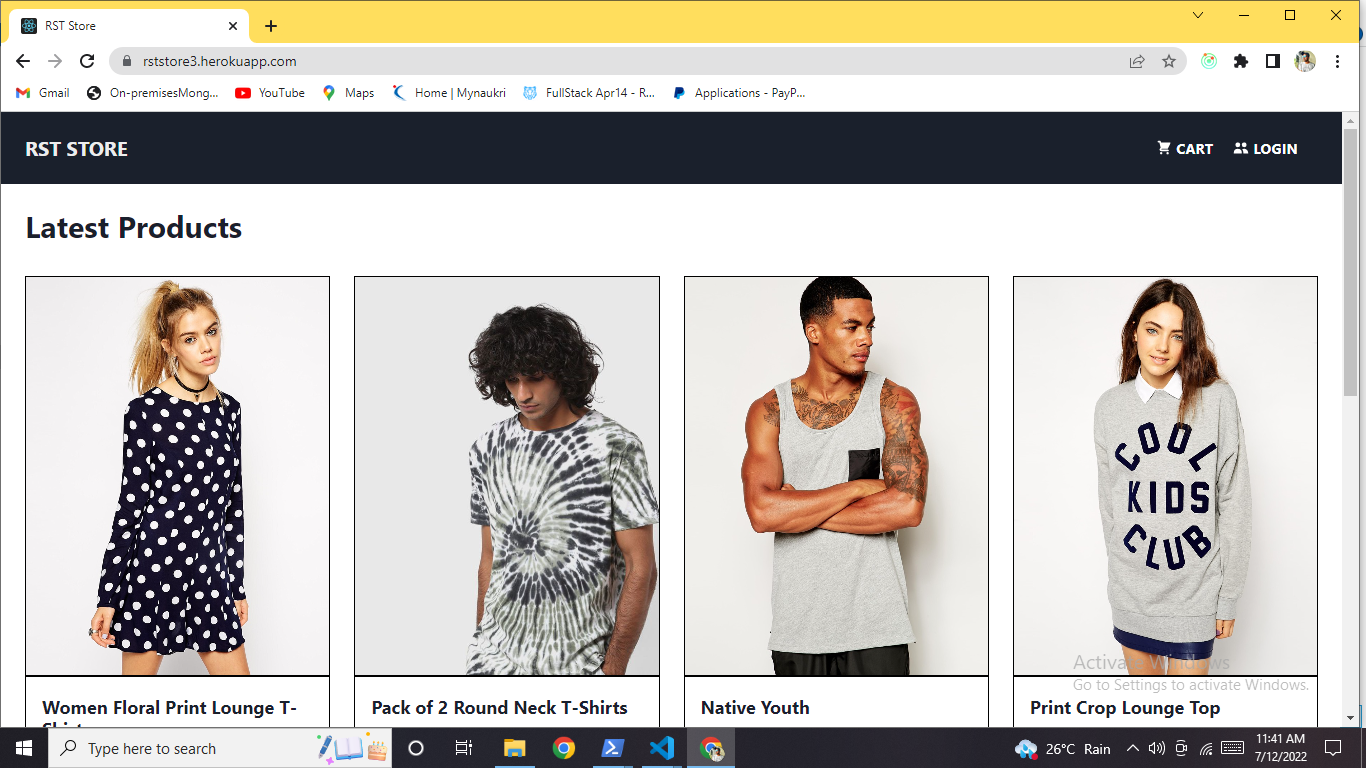 RST Store
rststore3.herokuapp.com
Gmail
On-premisesMong...
YouTube
Maps
Home | Mynaukri
FullStack Apr14 - R...
Applications - PayP...
RST STORE
CART
LOGIN
Latest Products
COOL
KIDS
CLUB
Women Floral Print Lounge T-
Shirt
Pack of 2 Round Neck T-Shirts
Native Youth
Print Crop Lounge Top
Activate Windows
Go to Settings to activate Windows.
Type here to search
26°C Rain
11:41 AM
7/12/2022